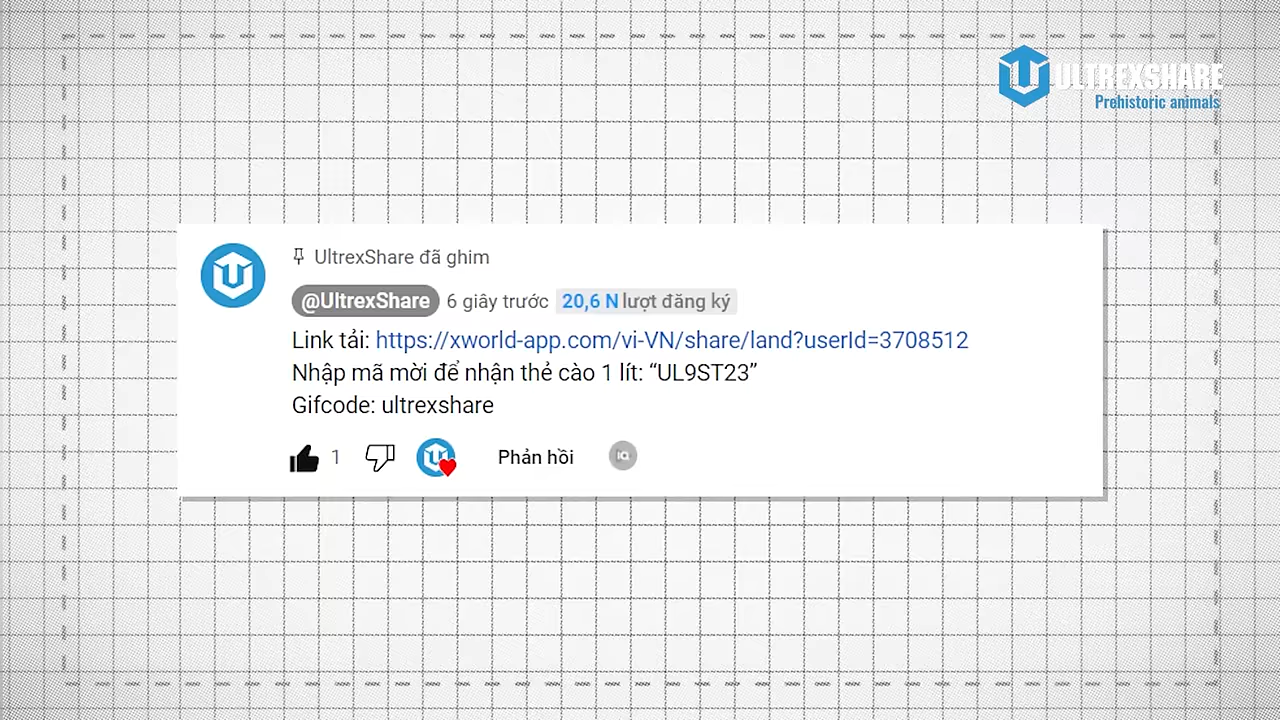 ULTREXSHARE
Prehistoric animals
UltrexShare đã ghim
@UltrexShare 6 giây trước 20,6 N lượt đăng ký
Link tải: https://xworld-app.com/vi-VN/share/land?userId=3708512
Nhập mã mời để nhận thẻ cào 1 lít: “UL9ST23”
Gifcode: ultrexshare
1 Phản hồi IQ